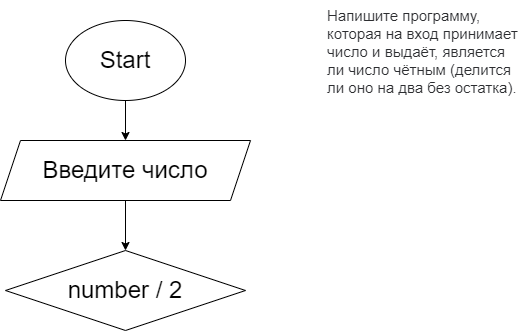 Start
Введите число
number / 2
Напишите программу,
которая на вход принимает
число и выдаёт, является
ли число чётным (делится
ли оно на два без остатка).